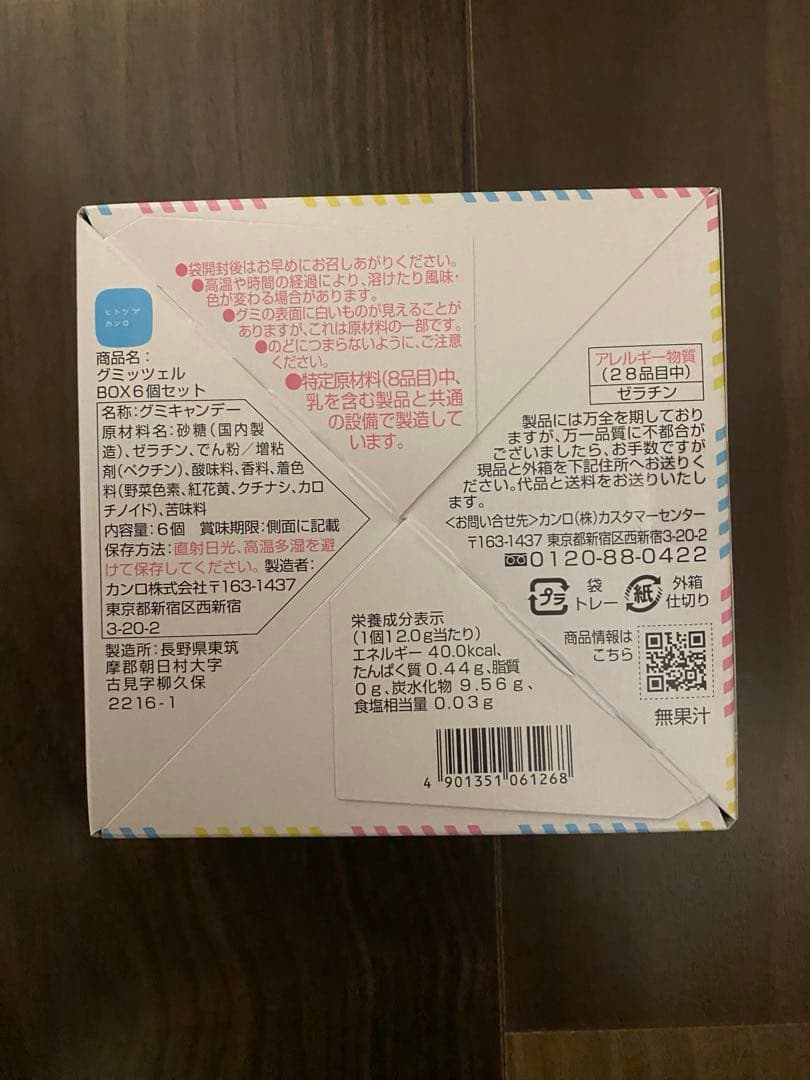 ●袋開封後はお早めにお召しあがりください。
●高温や時間の経過により、溶けたり風味・
色が変わる場合があります。
●グミの表面に白いものが見えることが
ありますが、これは原材料の一部です。
●のどにつまらないように、ご注意
ください。
●特定原材料(8品目)中、
乳を含む製品と共通
の設備で製造して
います。
ヒトツブ
カンロ
商品名:
グミッツェル
BOX6個セット
名称:グミキャンデー
原材料名:砂糖(国内製
造)、ゼラチン、でん粉/増粘
剤(ペクチン)、酸味料、香料、着色
料(野菜色素、紅花黄、クチナシ、カロ
チノイド)、苦味料
内容量:6個 賞味期限:側面に記載
保存方法:直射日光、高温多湿を避
けて保存してください。製造者:
カンロ株式会社〒163-1437
東京都新宿区西新宿
3-20-2
製造所:長野県東筑
摩郡朝日村大字
古見字柳久保
2216-1
アレルギー物質
(28品目中)
ゼラチン
製品には万全を期しており
ますが、万一品質に不都合が
ございましたら、お手数ですが
現品と外箱を下記住所へお送りく
ださい。代品と送料をお送りいたし
ます。
<お問い合せ先>カンロ(株)カスタマーセンター
〒163-1437 東京都新宿区西新宿3-20-2
0120-88-0422
プラ 袋 トレー 紙 外箱 仕切り
商品情報は
こちら
無果汁
栄養成分表示
(1個12.0g当たり)
エネルギー 40.0kcal、
たんぱく質 0.44g、脂質
0g、炭水化物 9.56g、
食塩相当量 0.03g
4 901351 061268